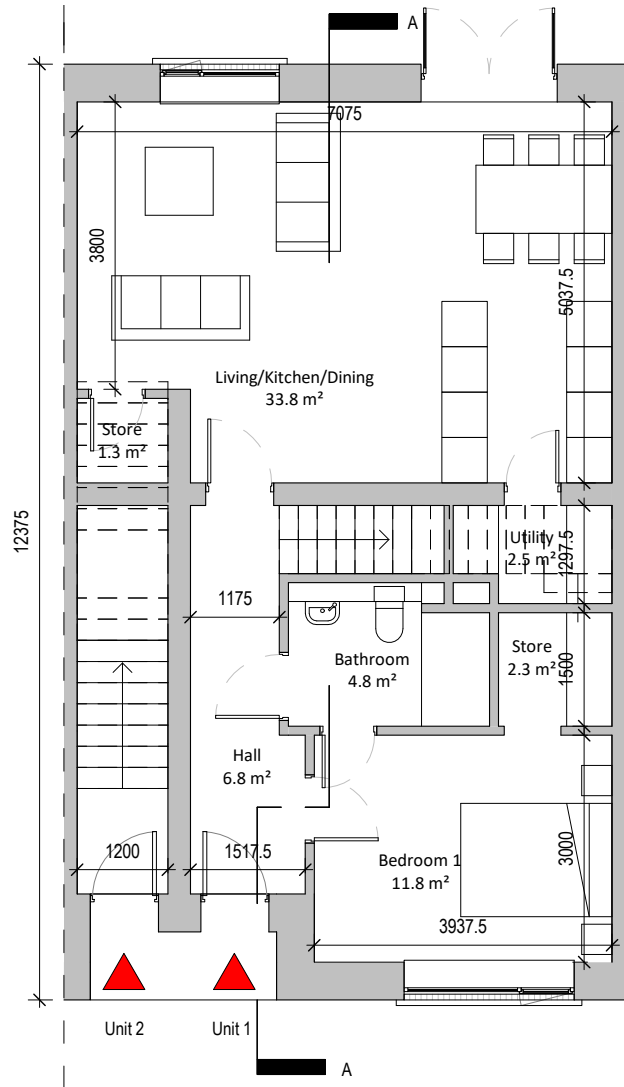 A
7075
3800
5037.5
Living/Kitchen/Dining
33.8 m²
Store
1.3 m²
12375
Utility
2.5 m²
1297.5
1175
Bathroom
4.8 m²
Store
2.3 m²
1500
Hall
6.8 m²
1200
1517.5
Bedroom 1
11.8 m²
3000
3937.5
Unit 2
Unit 1
A